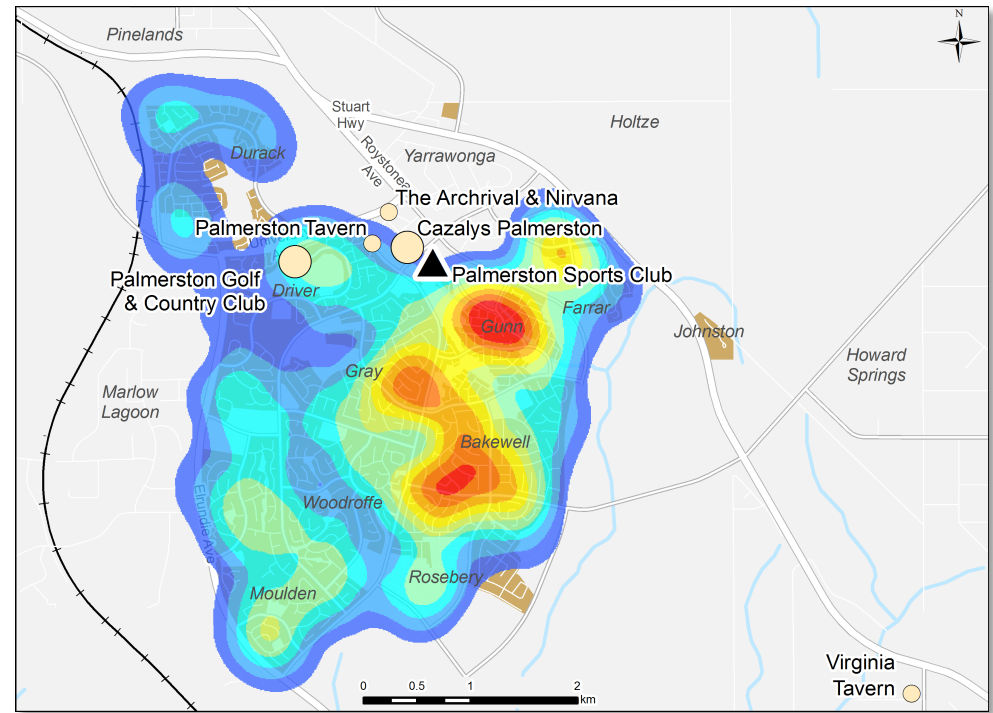 N
Pinelands
Stuart
Hwy
Holtze
Roystonea
Ave
Yarrawonga
Durack
The Archrival & Nirvana
Palmerston Tavern
Cazalys Palmerston
Palmerston Golf
& Country Club
Palmerston Sports Club
Driver
Farrar
Gunn
Johnston
Gray
Howard
Springs
Marlow
Lagoon
Bakewell
Woodroffe
Elrundie Ave
Rosebery
Moulden
Virginia
Tavern
0 0.5 1 2
km